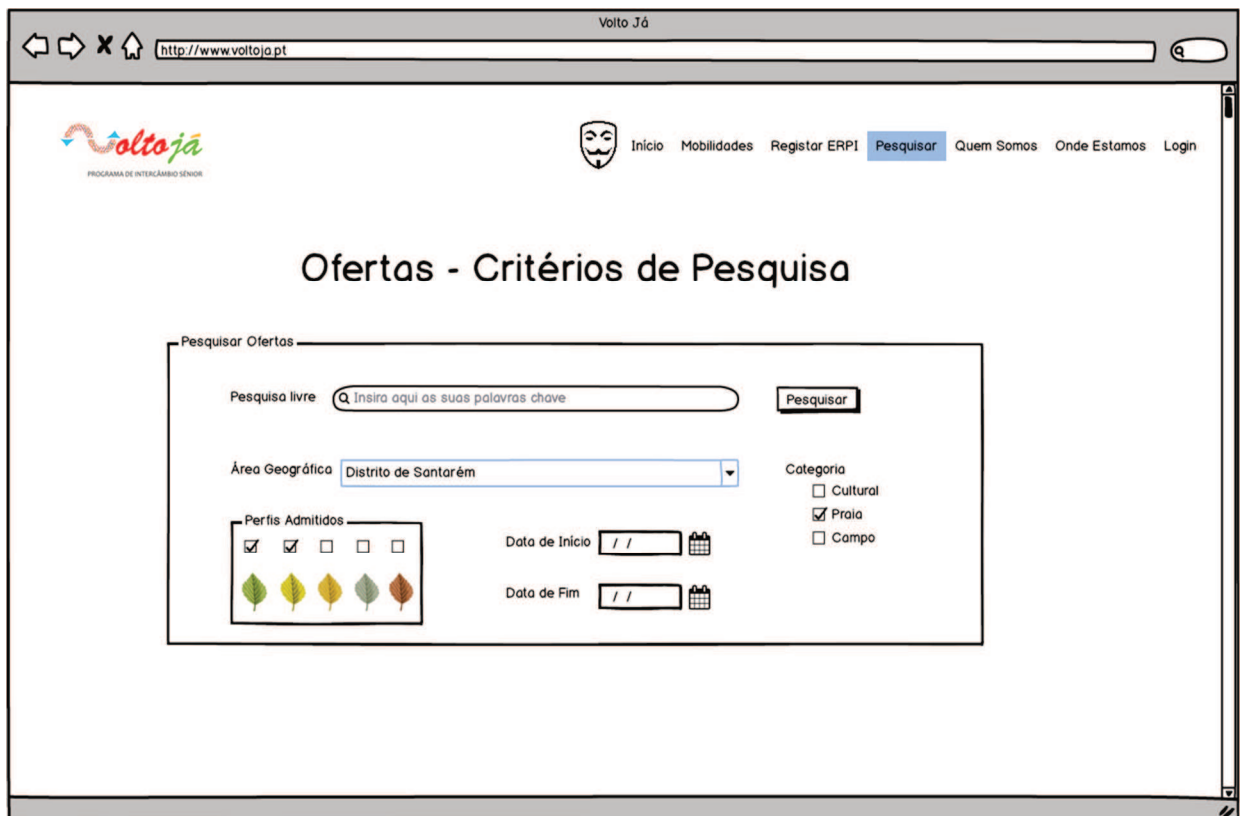 Volto Já
http://www.voltoja.pt
Voltojá
PROGRAMA DE INTERCÂMBIO SÉNIOR
Início Mobilidades Registar ERPI Pesquisar Quem Somos Onde Estamos Login
Ofertas - Critérios de Pesquisa
Pesquisar Ofertas
Pesquisa livre Insira aqui as suas palavras chave Pesquisar
Área Geográfica Distrito de Santarém
Categoria
Cultural
Praia
Campo
Perfis Admitidos
Data de Início / /
Data de Fim / /